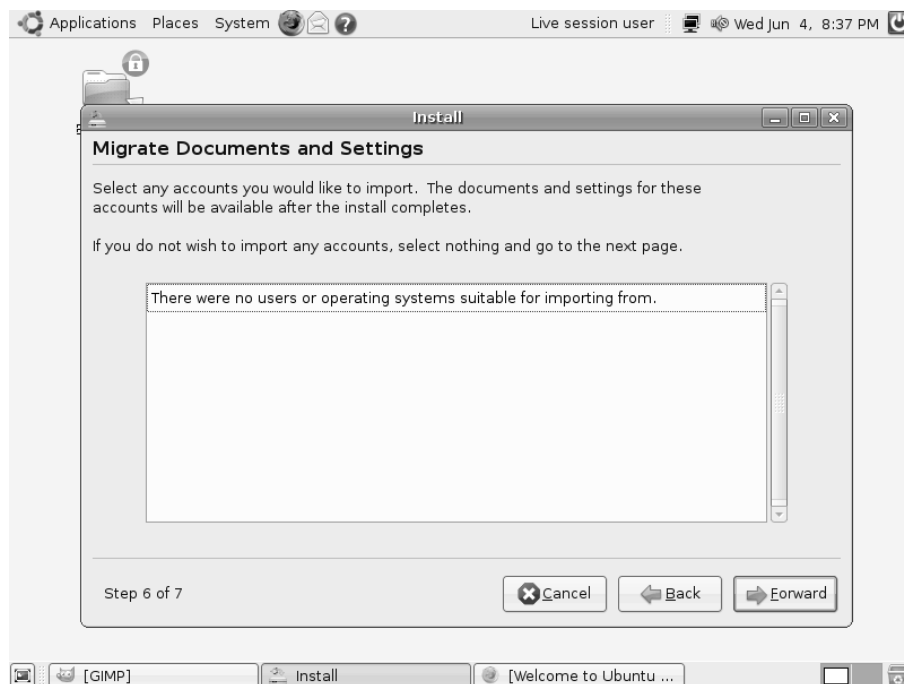 Applications Places System Live session user Wed Jun 4, 8:37 PM
Install
Migrate Documents and Settings
Select any accounts you would like to import. The documents and settings for these
accounts will be available after the install completes.
If you do not wish to import any accounts, select nothing and go to the next page.
There were no users or operating systems suitable for importing from.
Step 6 of 7 Cancel Back Forward
[GIMP] Install [Welcome to Ubuntu ...